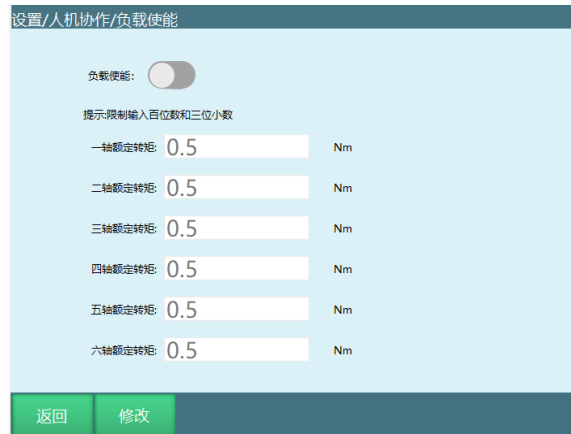 设置/人机协作/负载使能
负载使能:
提示:限制输入百位数和三位小数
一轴额定转矩: 0.5 Nm
二轴额定转矩: 0.5 Nm
三轴额定转矩: 0.5 Nm
四轴额定转矩: 0.5 Nm
五轴额定转矩: 0.5 Nm
六轴额定转矩: 0.5 Nm
返回 修改